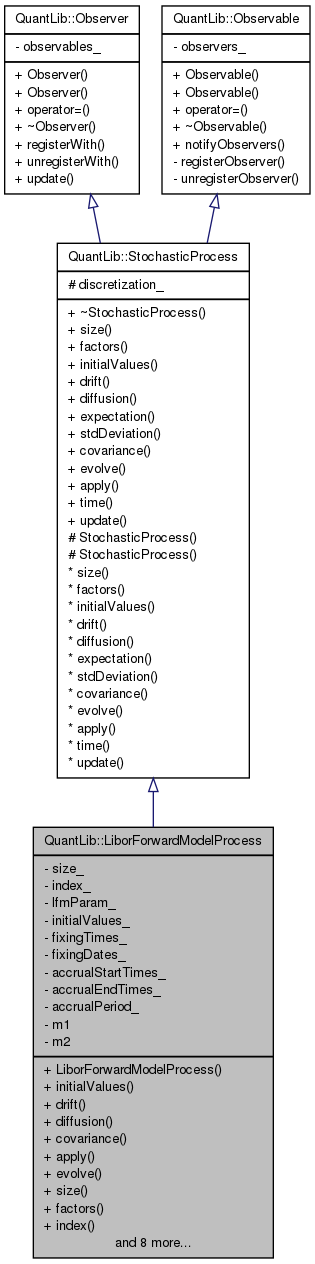 QuantLib::Observer
- observables_
+ Observer()
+ Observer()
+ operator=()
+ ~Observer()
+ registerWith()
+ unregisterWith()
+ update()
QuantLib::Observable
- observers_
+ Observable()
+ Observable()
+ operator=()
+ ~Observable()
+ notifyObservers()
- registerObserver()
- unregisterObserver()
QuantLib::StochasticProcess
# discretization_
+ ~StochasticProcess()
+ size()
+ factors()
+ initialValues()
+ drift()
+ diffusion()
+ expectation()
+ stdDeviation()
+ covariance()
+ evolve()
+ apply()
+ time()
+ update()
# StochasticProcess()
# StochasticProcess()
* size()
* factors()
* initialValues()
* drift()
* diffusion()
* expectation()
* stdDeviation()
* covariance()
* evolve()
* apply()
* time()
* update()
QuantLib::LiborForwardModelProcess
- size_
- index_
- lfmParam_
- initialValues_
- fixingTimes_
- fixingDates_
- accrualStartTimes_
- accrualEndTimes_
- accrualPeriod_
- m1
- m2
+ LiborForwardModelProcess()
+ initialValues()
+ drift()
+ diffusion()
+ covariance()
+ apply()
+ evolve()
+ size()
+ factors()
+ index()
and 8 more...